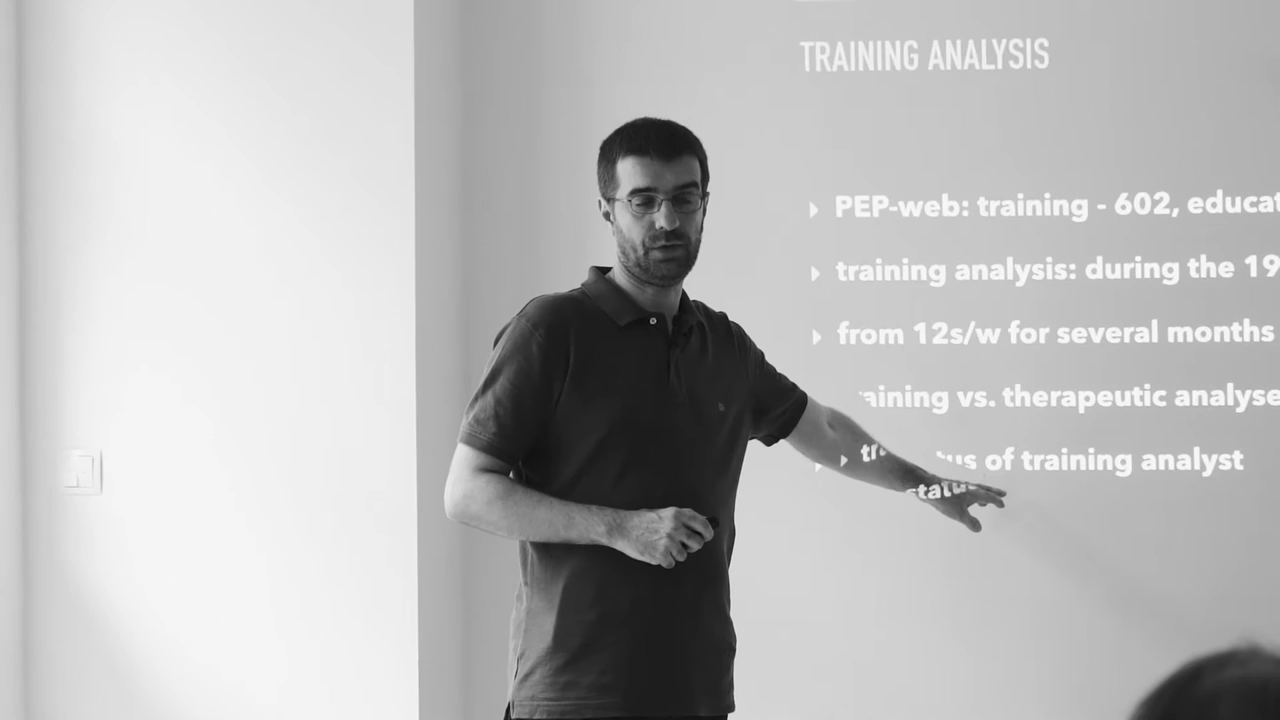 TRAINING ANALYSIS
PEP-web: training - 602, educat
training analysis: during the 19
from 12s/w for several months
aining vs. therapeutic analyse
of training analyst
status